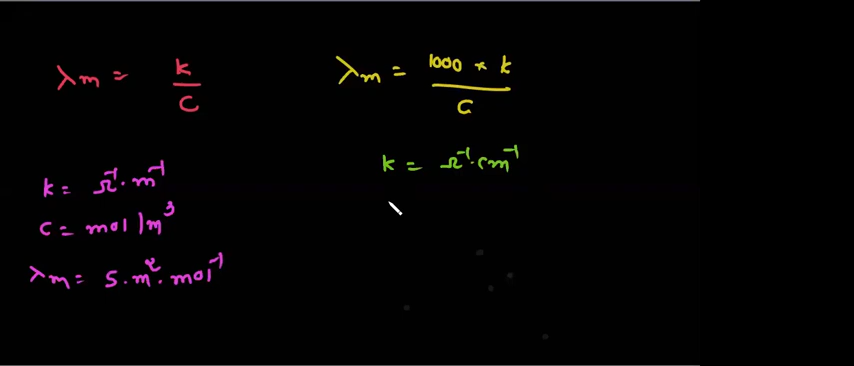 λm = k/C
λm = 1000 * k/C
k = Ω⁻¹.m⁻¹
k = Ω⁻¹.cm⁻¹
C = mol/m³
λm = S.m².mol⁻¹